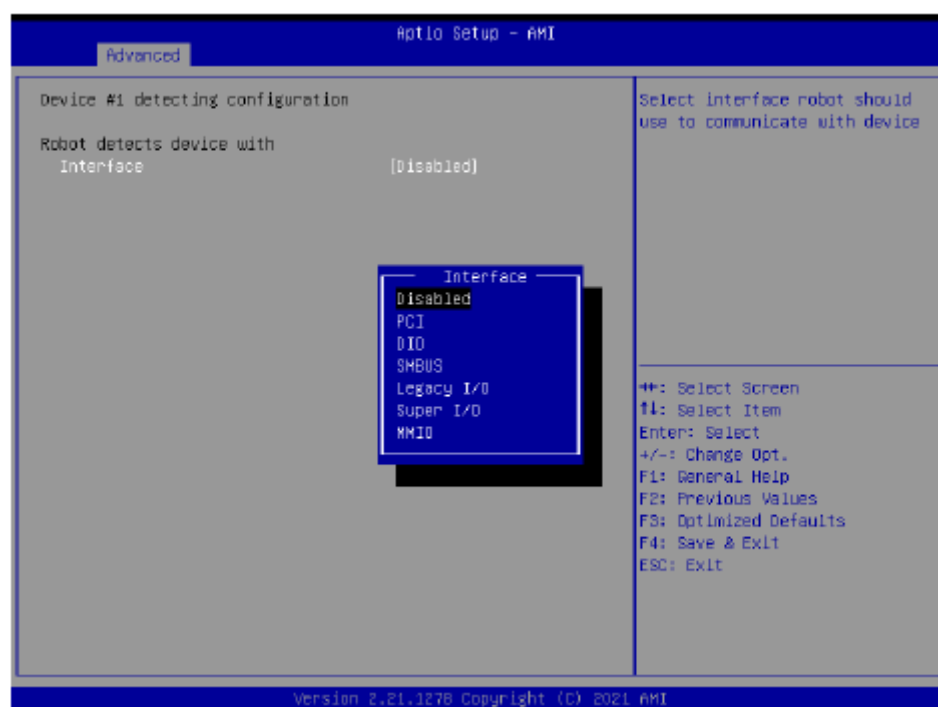 Aptio Setup - AMI
Advanced
Device #1 detecting configuration
Robot detects device with
Interface [Disabled]
Select interface robot should
use to communicate with device
Interface
Disabled
PCI
DIO
SMBUS
Legacy I/O
Super I/O
MMIO
→←: Select Screen
↑↓: Select Item
Enter: Select
+/-: Change Opt.
F1: General Help
F2: Previous Values
F3: Optimized Defaults
F4: Save & Exit
ESC: Exit
Version 2.21.1278 Copyright (C) 2021 AMI